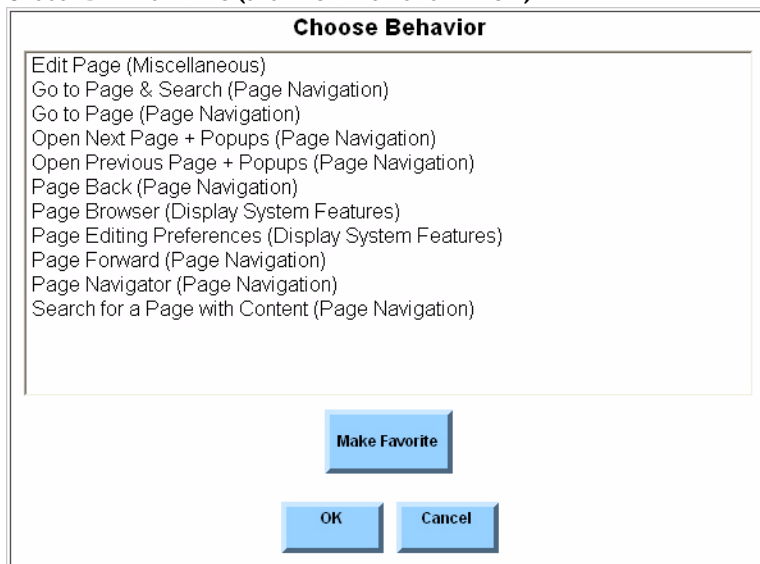 Choose Behavior
Edit Page (Miscellaneous)
Go to Page & Search (Page Navigation)
Go to Page (Page Navigation)
Open Next Page + Popups (Page Navigation)
Open Previous Page + Popups (Page Navigation)
Page Back (Page Navigation)
Page Browser (Display System Features)
Page Editing Preferences (Display System Features)
Page Forward (Page Navigation)
Page Navigator (Page Navigation)
Search for a Page with Content (Page Navigation)
Make Favorite
OK Cancel